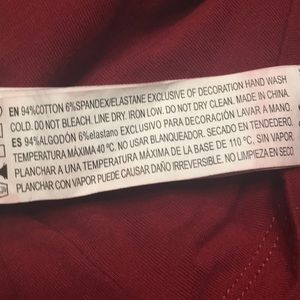 EN 94%COTTON 6%SPANDEX/ELASTANE EXCLUSIVE OF DECORATION HAND WASH
COLD. DO NOT BLEACH. LINE DRY. IRON LOW. DO NOT DRY CLEAN. MADE IN CHINA.
ES 94%ALGODÓN 6%elastano EXCLUSIVO PARA DECORACIÓN LAVAR A MANO.
TEMPERATURA MÁXIMA 40 ºC. NO USAR BLANQUEADOR. SECADO EN TENDEDERO.
PLANCHAR A UNA TEMPERATURA MÁXIMA DE LA BASE DE 110 ºC, SIN VAPOR.
PLANCHAR CON VAPOR PUEDE CAUSAR DAÑO IRREVERSIBLE. NO LIMPIEZA EN SECO